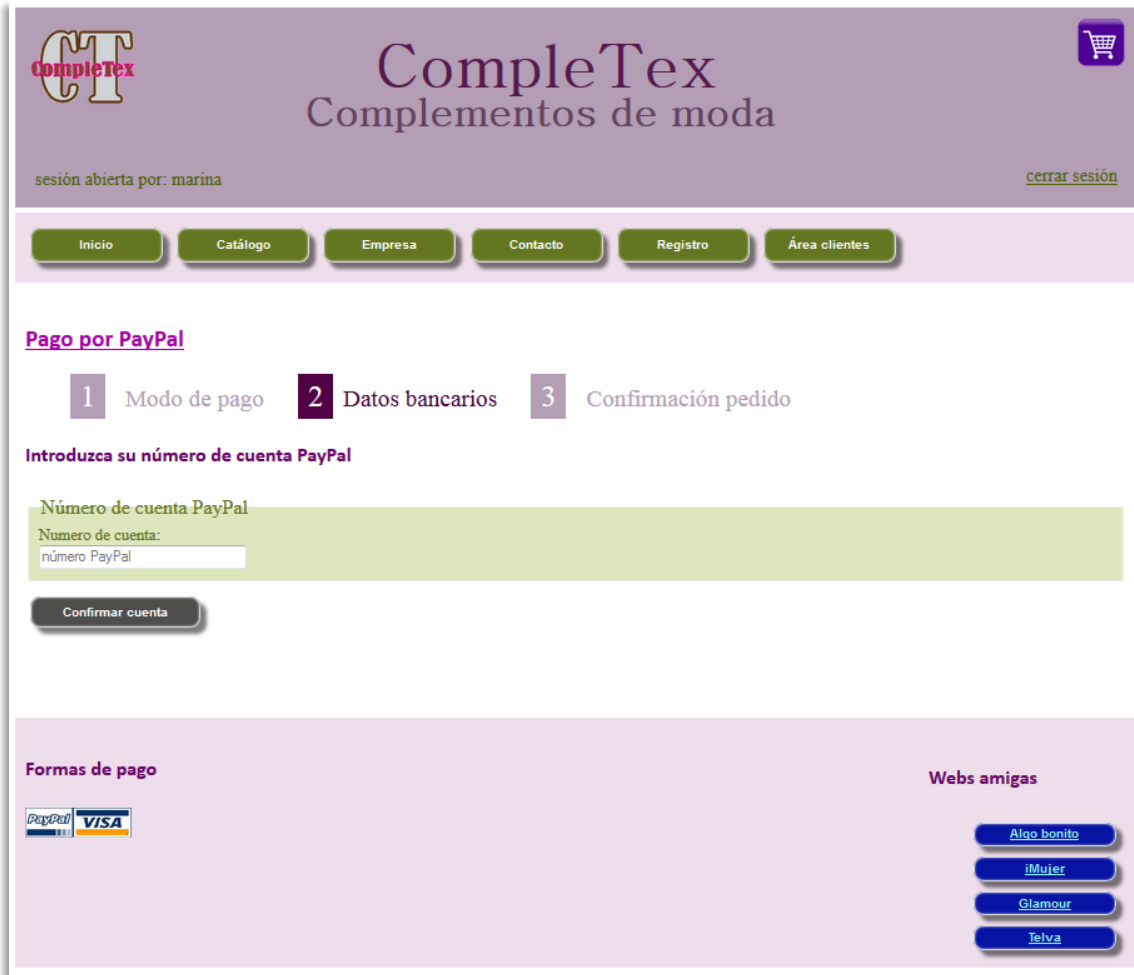 CT
CompleTex
CompleTex
Complementos de moda
sesión abierta por: marina
cerrar sesión
Inicio Catálogo Empresa Contacto Registro Área clientes
Pago por PayPal
1 Modo de pago 2 Datos bancarios 3 Confirmación pedido
Introduzca su número de cuenta PayPal
Número de cuenta PayPal
Numero de cuenta:
número PayPal
Confirmar cuenta
Formas de pago
Webs amigas
PayPal VISA
Algo bonito
iMujer
Glamour
Telva